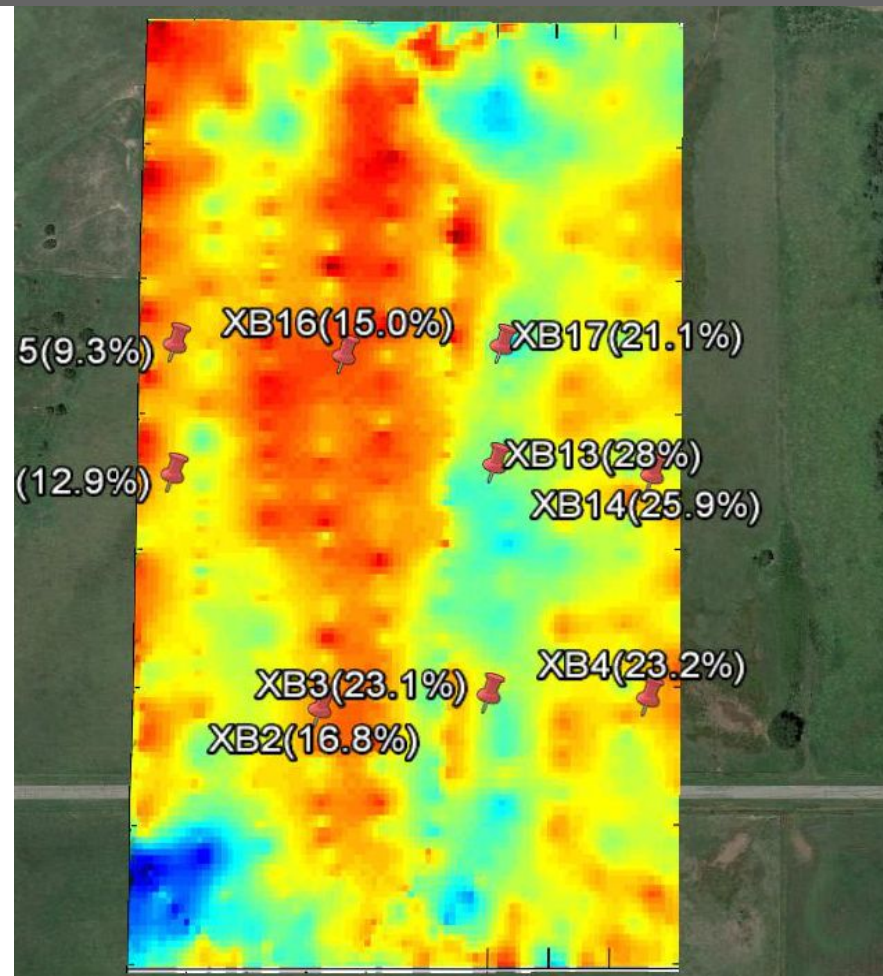 XB16(15.0%)
5(9.3%)
XB17(21.1%)
XB13(28%)
(12.9%)
XB14(25.9%)
XB4(23.2%)
XB3(23.1%)
XB2(16.8%)